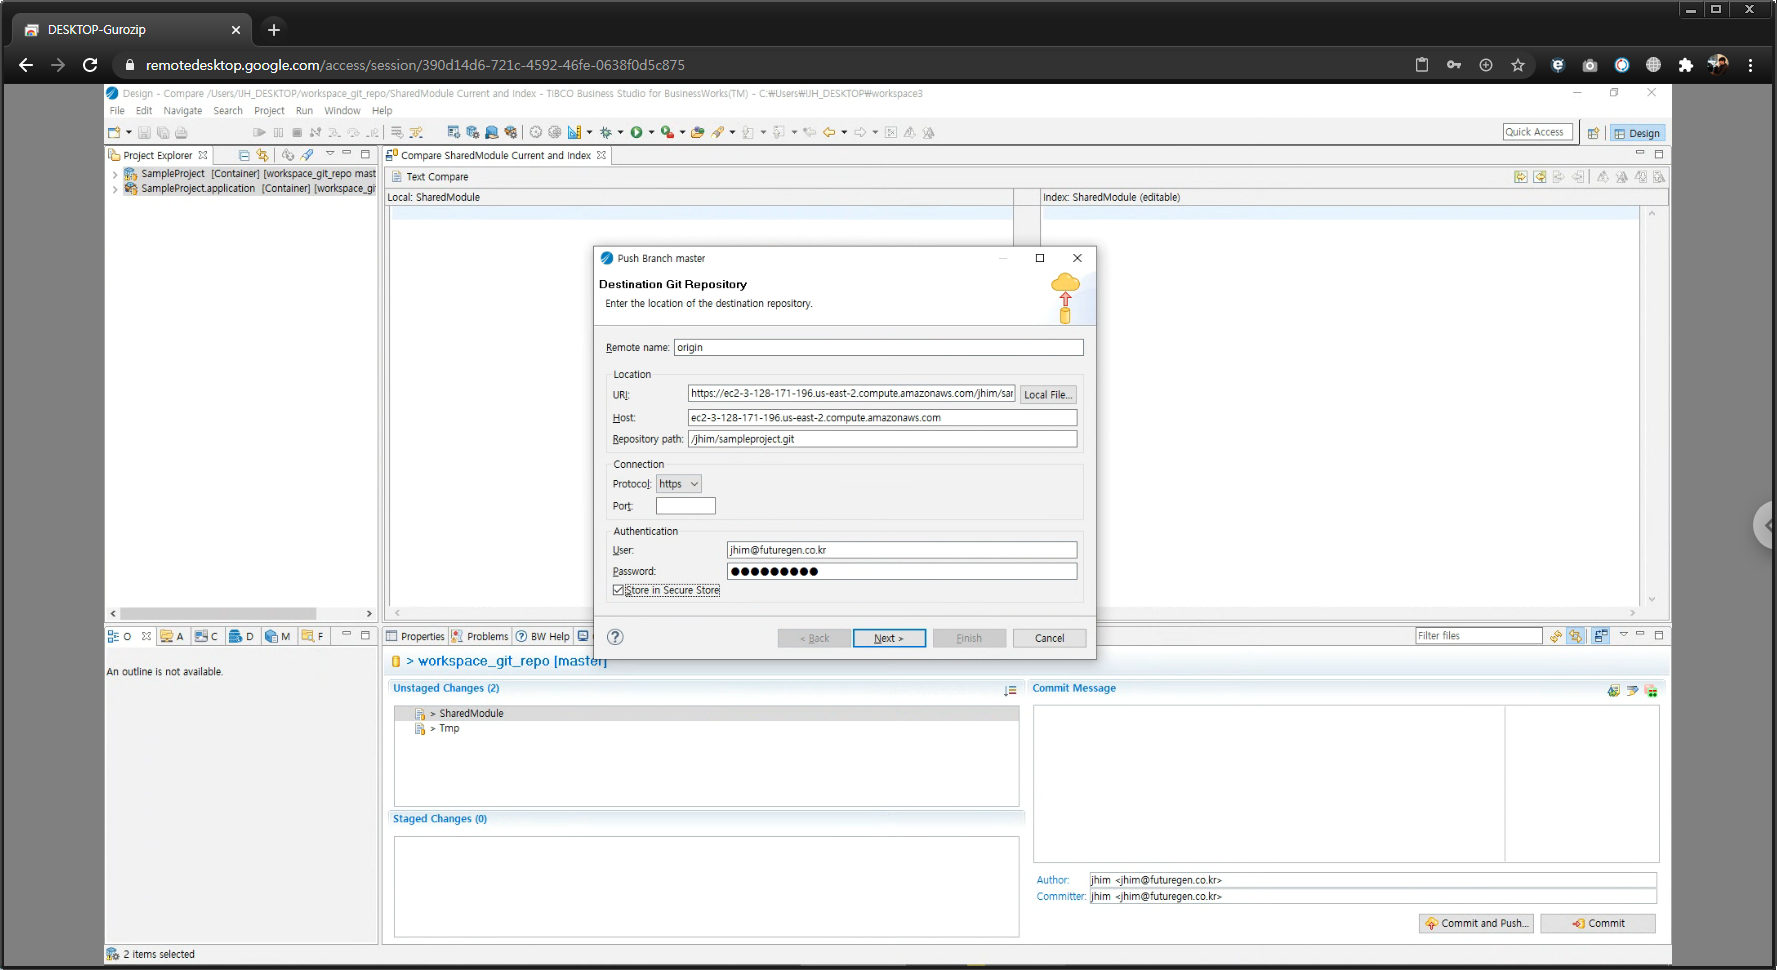 DESKTOP-Gurozip
remotedesktop.google.com/access/session/390d14d6-721c-4592-46fe-0638f0d5c875
Design - Compare /Users/IJH_DESKTOP/workspace_git_repo/SharedModule Current and Index - TIBCO Business Studio for BusinessWorks(TM) - C:₩Users₩IJH_DESKTOP₩workspace3
File Edit Navigate Search Project Run Window Help
Quick Access
Design
Project Explorer
Compare SharedModule Current and Index
SampleProject [Container] [workspace_git_repo mast
SampleProject.application [Container] [workspace_gi
Text Compare
Local: SharedModule
Index: SharedModule (editable)
Push Branch master
Destination Git Repository
Enter the location of the destination repository.
Remote name: origin
Location
URI: https://ec2-3-128-171-196.us-east-2.compute.amazonaws.com/jhim/sar
Local File...
Host: ec2-3-128-171-196.us-east-2.compute.amazonaws.com
Repository path: /jhim/sampleproject.git
Connection
Protocol: https
Port:
Authentication
User: jhim@futuregen.co.kr
Password: ●●●●●●●●●
Store in Secure Store
< Back Next > Finish Cancel
O A C D M F
An outline is not available.
Properties Problems BW Help
Filter files
> workspace_git_repo [master]
Unstaged Changes (2)
> SharedModule
> Tmp
Staged Changes (0)
Commit Message
Author: jhim <jhim@futuregen.co.kr>
Committer: jhim <jhim@futuregen.co.kr>
Commit and Push... Commit
2 items selected